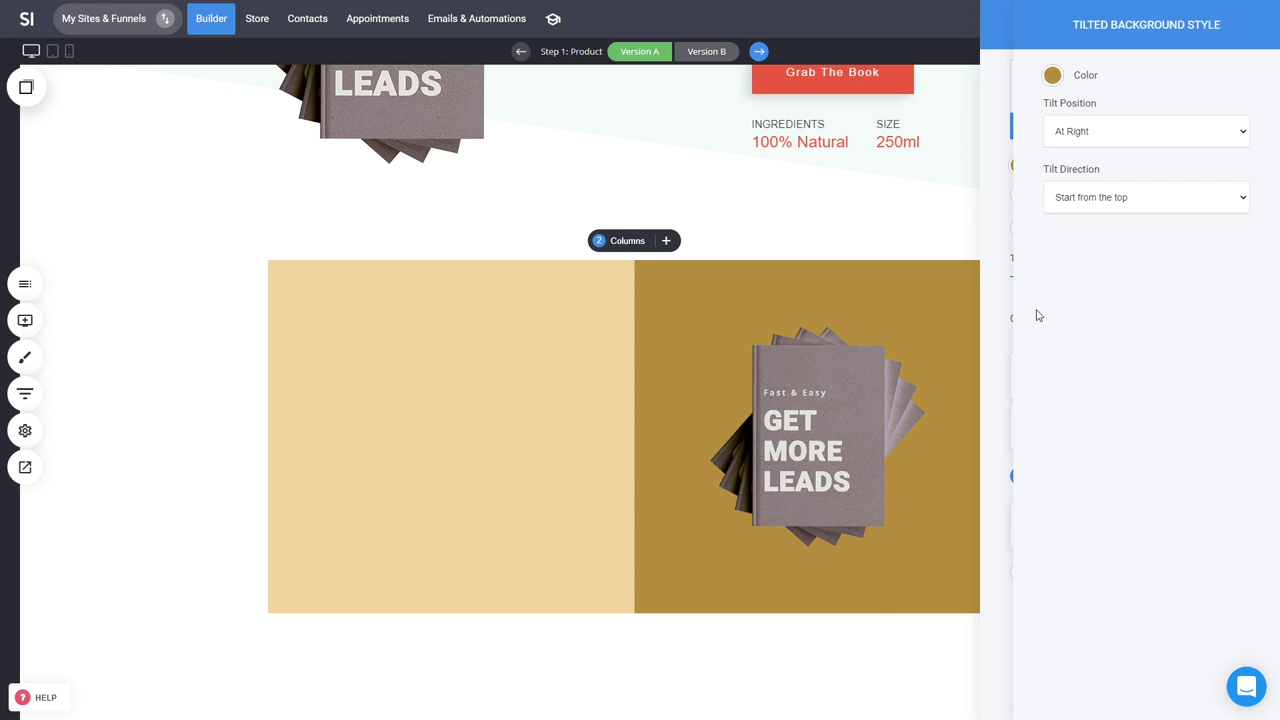 SI
My Sites & Funnels
Builder
Store
Contacts
Appointments
Emails & Automations
TILTED BACKGROUND STYLE
Step 1: Product
Version A
Version B
Color
Tilt Position
At Right
Tilt Direction
Start from the top
LEADS
Grab The Book
INGREDIENTS
SIZE
100% Natural
250ml
2 Columns +
Fast & Easy
GET
MORE
LEADS
? HELP